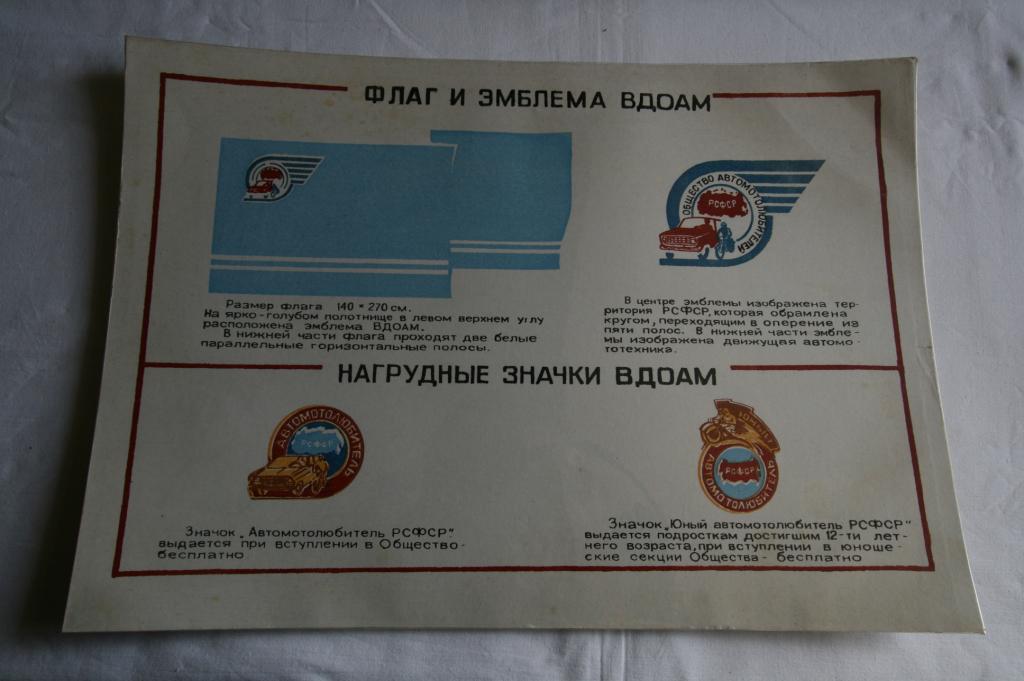 ФЛАГ И ЭМБЛЕМА ВДОАМ
ОБЩЕСТВО АВТОМОТОЛЮБИТЕЛЕЙ
РСФСР
Размер флага 140 × 270 см.
На ярко-голубом полотнище в левом верхнем углу
расположена эмблема ВДОАМ.
В нижней части флага проходят две белые
параллельные горизонтальные полосы.
В центре эмблемы изображена тер-
ритория РСФСР, которая обрамлена
кругом, переходящим в оперение из
пяти полос. В нижней части эмбле-
мы изображена движущая автомо-
тотехника.
НАГРУДНЫЕ ЗНАЧКИ ВДОАМ
АВТОМОТОЛЮБИТЕЛЬ
РСФСР
ЮНЫЙ
АВТОМОТОЛЮБИТЕЛЬ
РСФСР
Значок „Автомотолюбитель РСФСР"
выдается при вступлении в Общество-
бесплатно
Значок „Юный автомотолюбитель РСФСР"
выдается подросткам достигшим 12-ти лет-
него возраста, при вступлении в юноше-
ские секции Общества- бесплатно